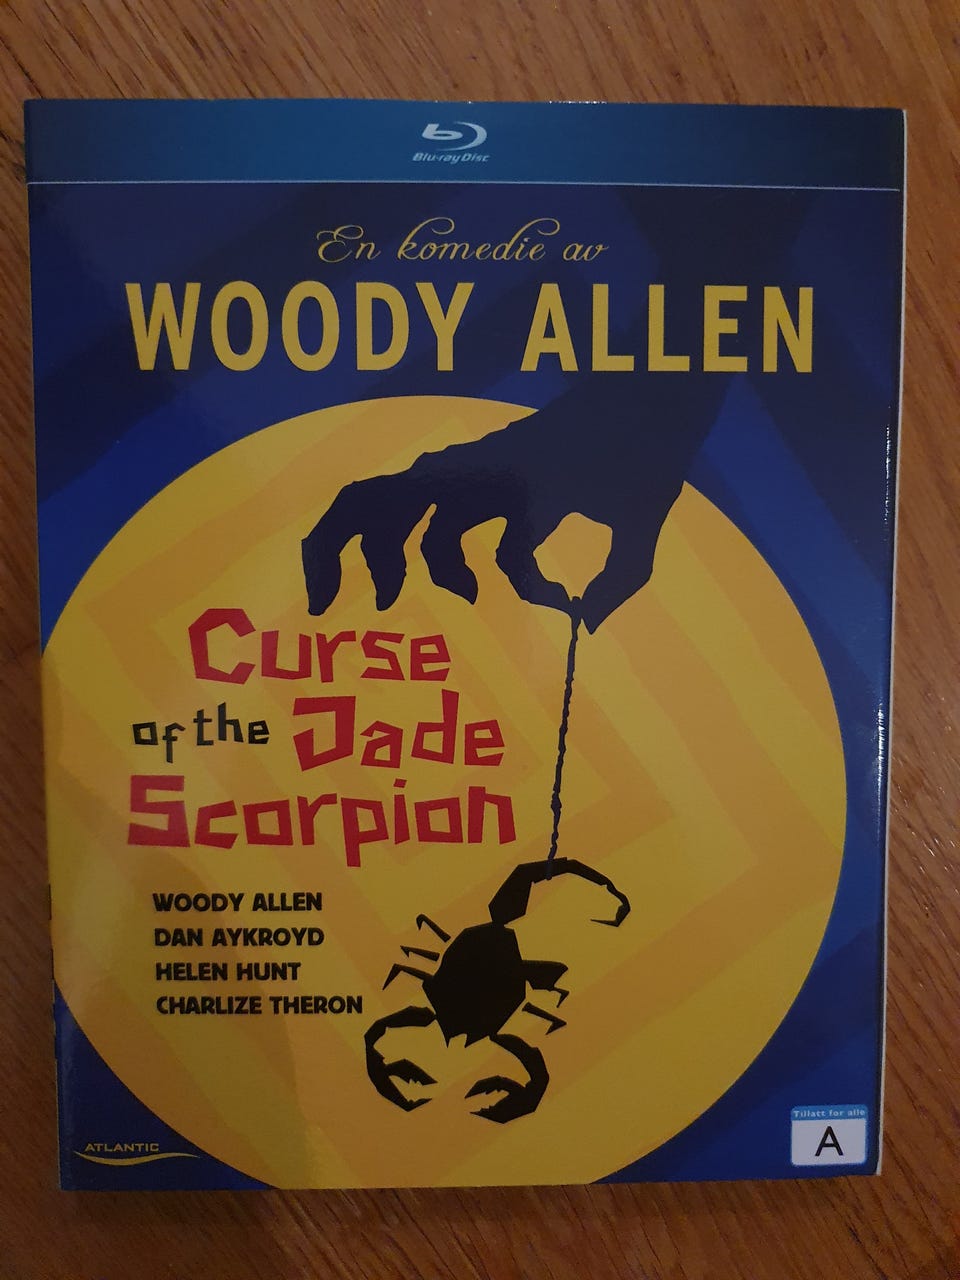 Blu-ray Disc
En komedie av
WOODY ALLEN
Curse
of the Jade
Scorpion
WOODY ALLEN
DAN AYKROYD
HELEN HUNT
CHARLIZE THERON
ATLANTIC
Tillatt for alle
A